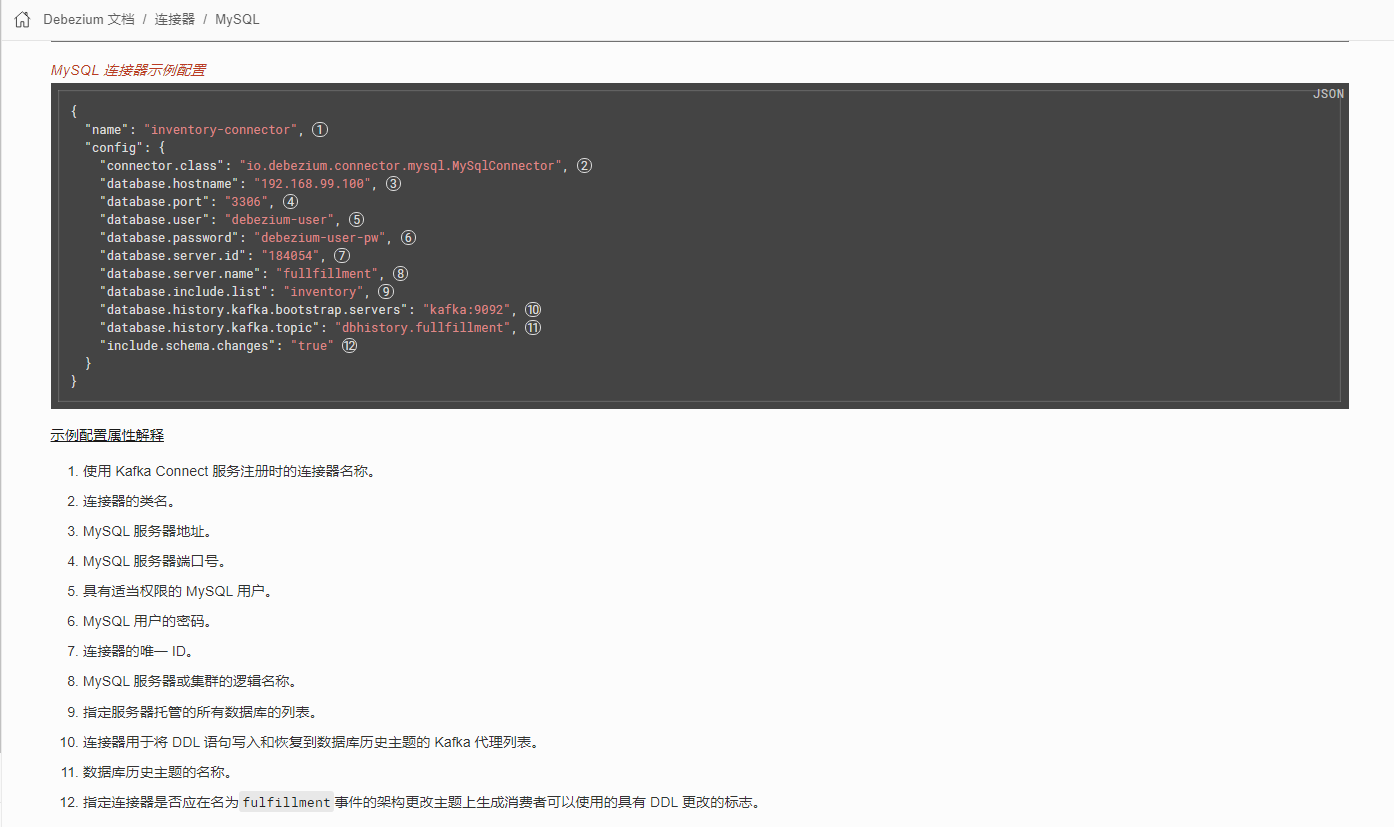 Debezium 文档 / 连接器 / MySQL
MySQL 连接器示例配置
JSON
{
"name": "inventory-connector", ①
"config": {
"connector.class": "io.debezium.connector.mysql.MySqlConnector", ②
"database.hostname": "192.168.99.100", ③
"database.port": "3306", ④
"database.user": "debezium-user", ⑤
"database.password": "debezium-user-pw", ⑥
"database.server.id": "184054", ⑦
"database.server.name": "fullfillment", ⑧
"database.include.list": "inventory", ⑨
"database.history.kafka.bootstrap.servers": "kafka:9092", ⑩
"database.history.kafka.topic": "dbhistory.fullfillment", ⑪
"include.schema.changes": "true" ⑫
}
}
示例配置属性解释
1. 使用 Kafka Connect 服务注册时的连接器名称。
2. 连接器的类名。
3. MySQL 服务器地址。
4. MySQL 服务器端口号。
5. 具有适当权限的 MySQL 用户。
6. MySQL 用户的密码。
7. 连接器的唯一 ID。
8. MySQL 服务器或集群的逻辑名称。
9. 指定服务器托管的所有数据库的列表。
10. 连接器用于将 DDL 语句写入和恢复到数据库历史主题的 Kafka 代理列表。
11. 数据库历史主题的名称。
12. 指定连接器是否应在名为 fulfillment 事件的架构更改主题上生成消费者可以使用的具有 DDL 更改的标志。